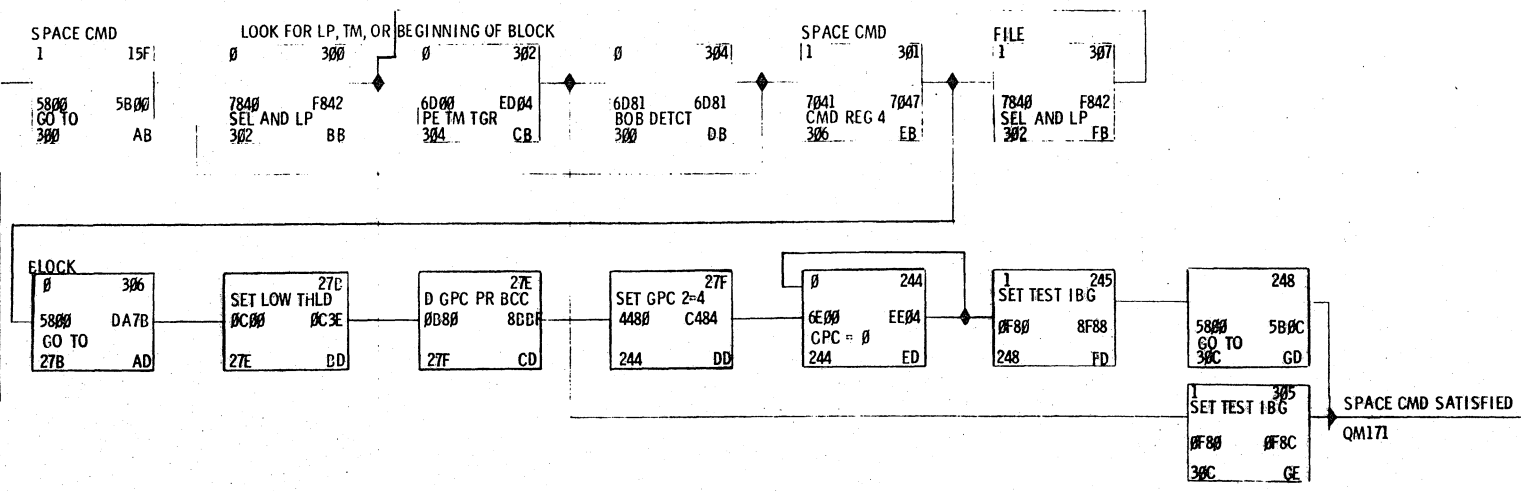 SPACE CMD
1 15F
5800 5B00
GO TO
300 AB
LOOK FOR LP, TM, OR BEGINNING OF BLOCK
0 300
7840 F842
SEL AND LP
302 BB
0 302
6D00 ED04
PE TM TGR
304 CB
0 304
6D81 6D81
BOB DETCT
300 DB
SPACE CMD
1 301
7041 7047
CMD REG 4
306 EB
FILE
1 307
7840 F842
SEL AND LP
302 FB
BLOCK
0 306
5800 DA7B
GO TO
27B AD
27B
SET LOW THLD
0C00 0C3E
27E BD
27E
D GPC PR BCC
0B80 8BBF
27F CD
27F
SET GPC 2=4
4480 C484
244 DD
0 244
6E00 EE04
GPC = 0
244 ED
1 245
SET TEST IBG
0F80 8F88
248 FD
248
5800 5B0C
GO TO
30C GD
1 305
SET TEST IBG
0F80 0F8C
30C GE
SPACE CMD SATISFIED
QM171